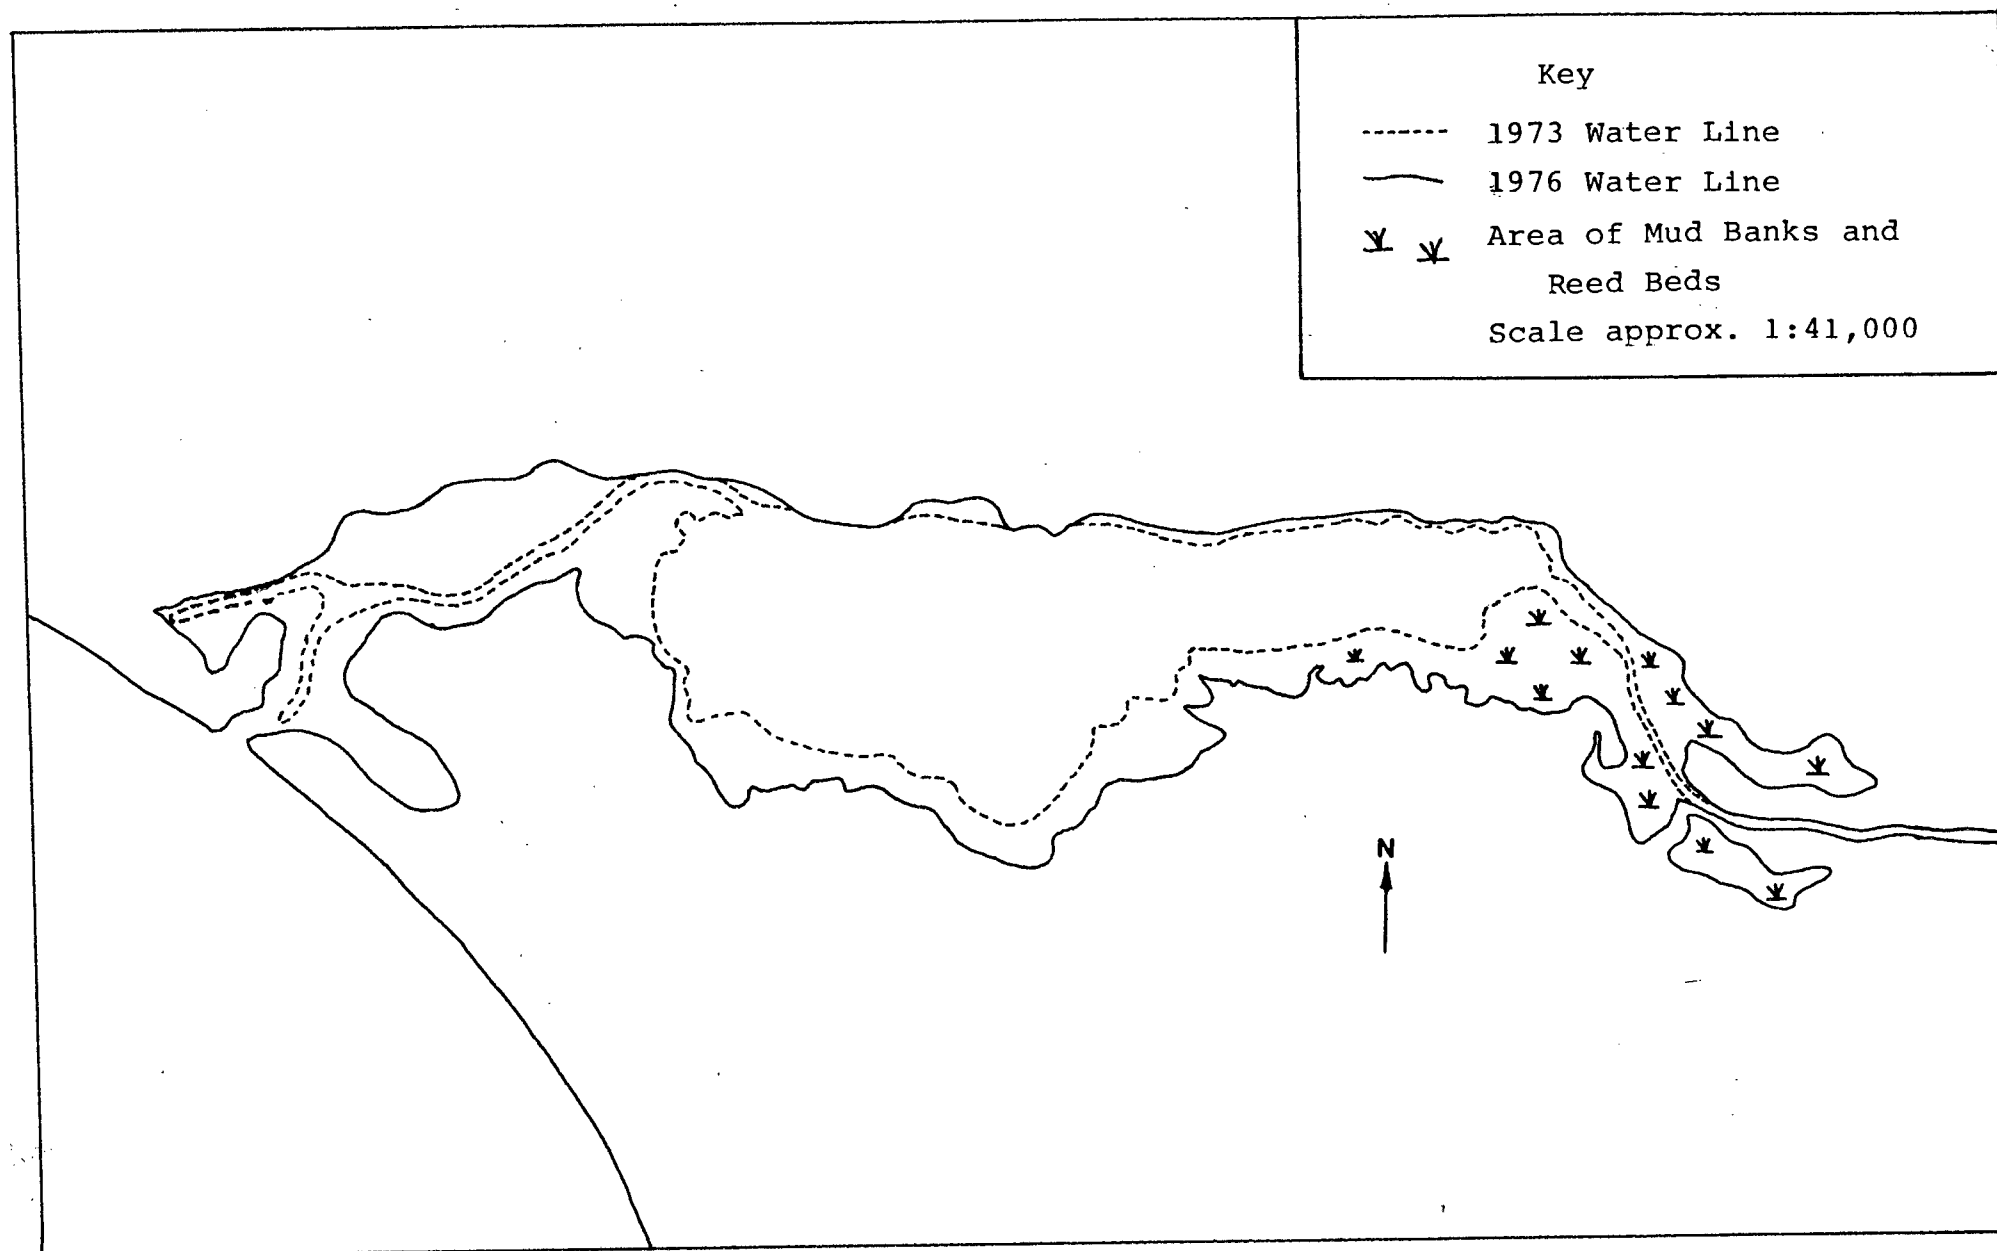 Key
1973 Water Line
1976 Water Line
Area of Mud Banks and
Reed Beds
Scale approx. 1:41,000
N